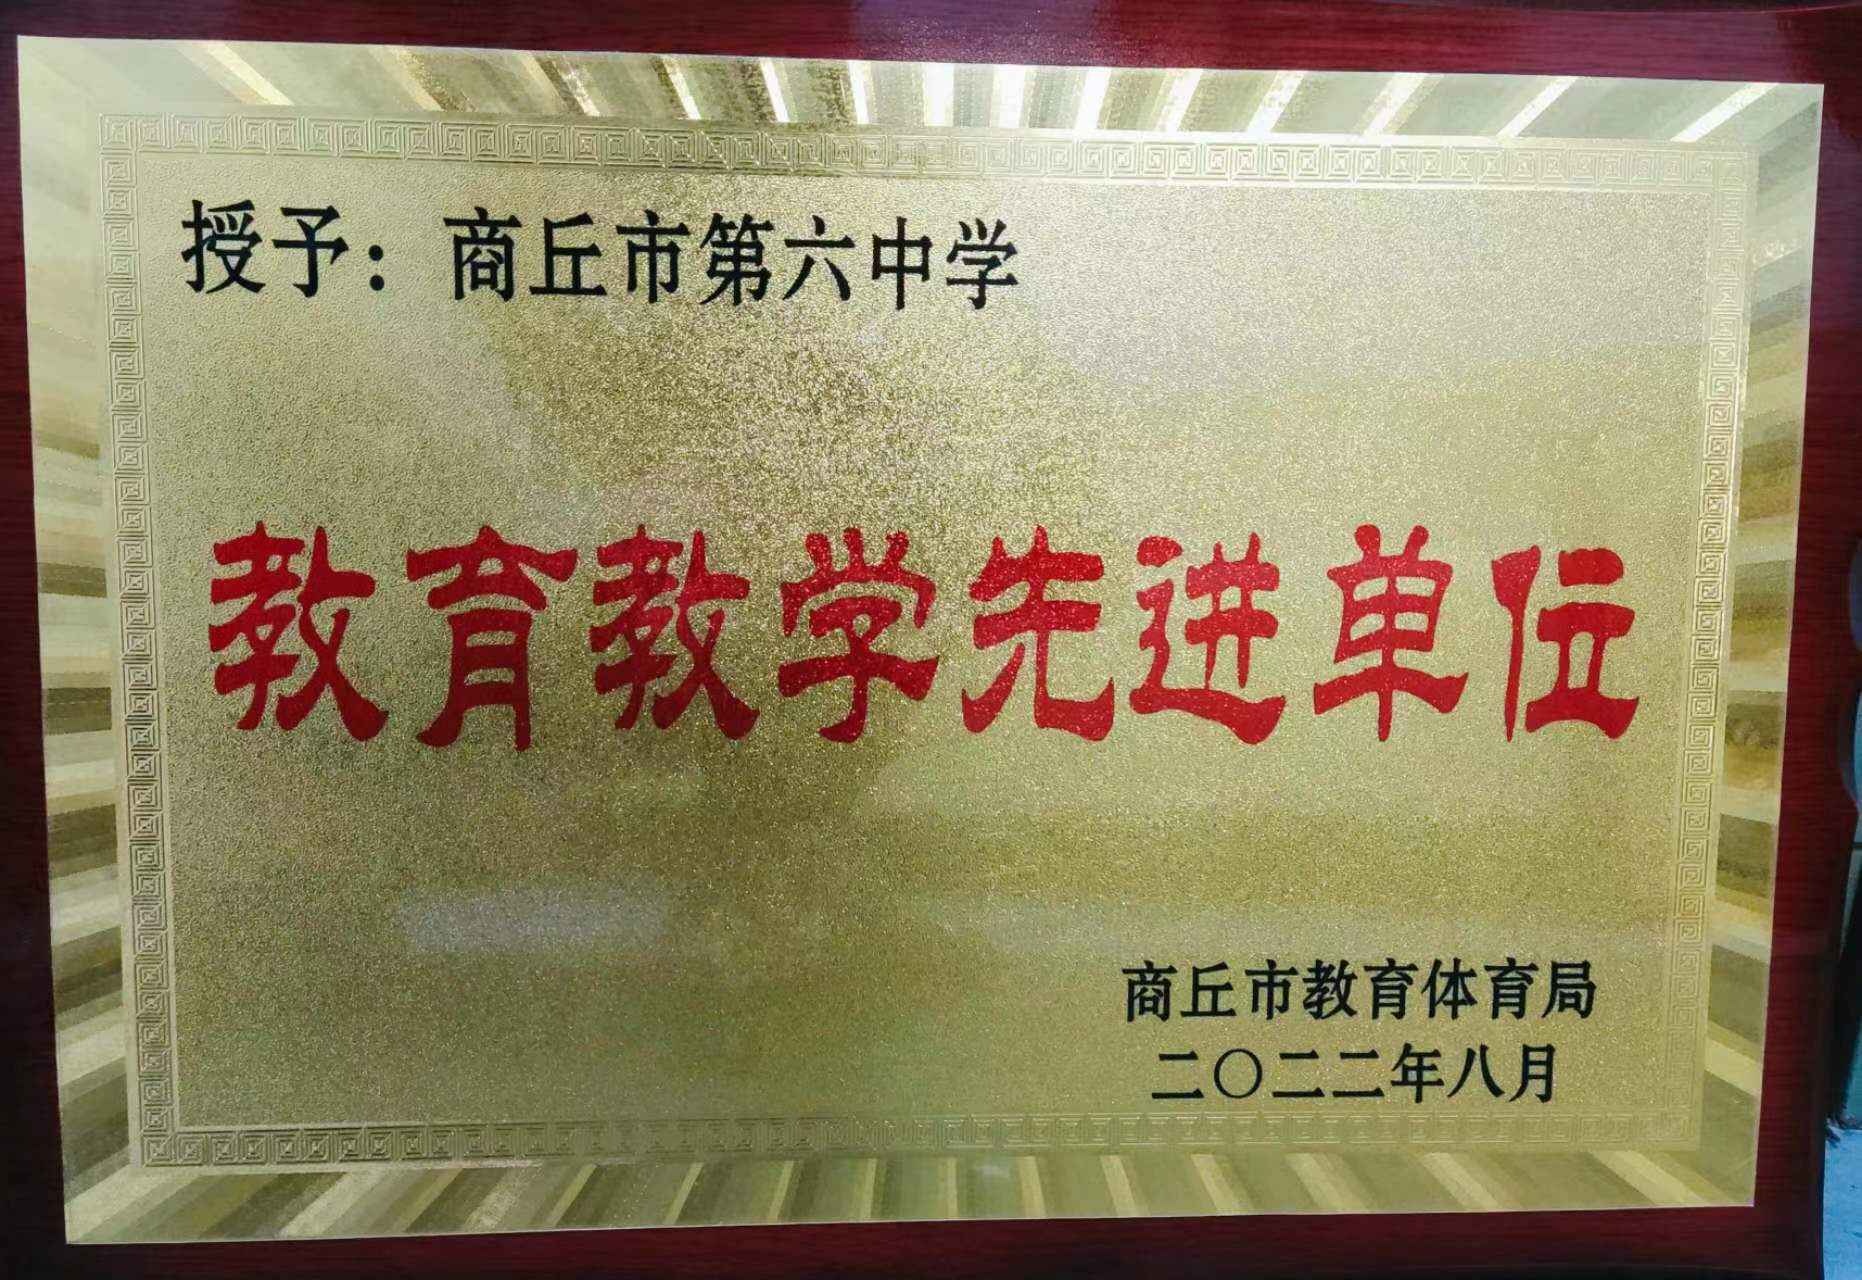 授予：商丘市第六中学
教育教学先进单位
商丘市教育体育局
二〇二二年八月